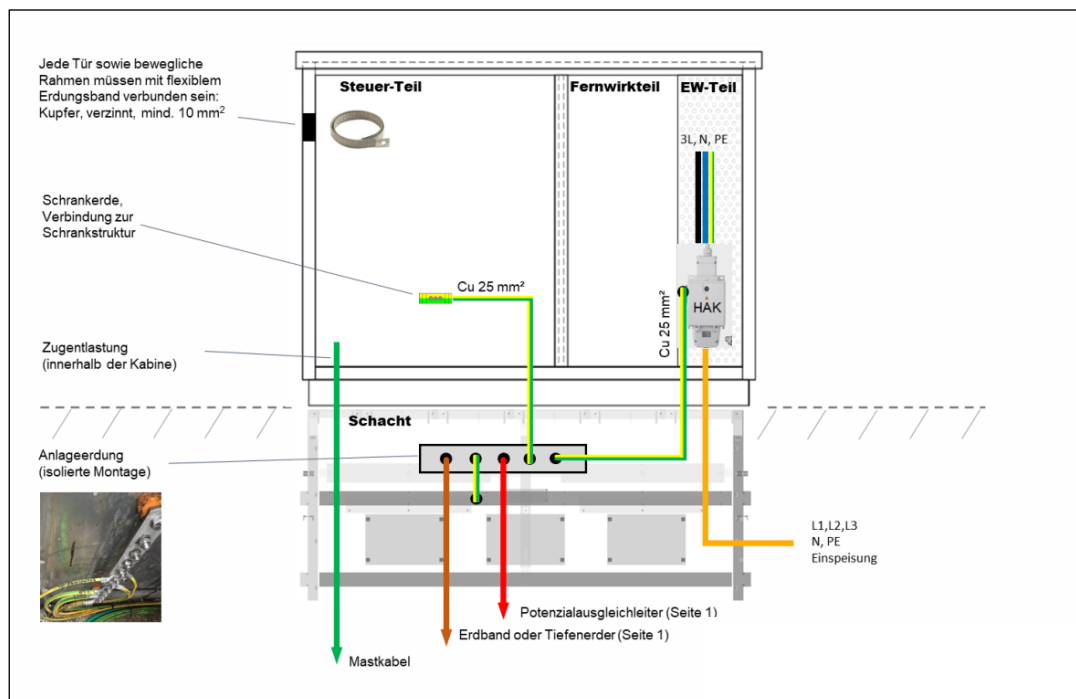 Jede Tür sowie bewegliche
Rahmen müssen mit flexiblem
Erdungsband verbunden sein:
Kupfer, verzinnt, mind. 10 mm²
Steuer-Teil
Fernwirkteil
EW-Teil
3L, N, PE
Schrankerde,
Verbindung zur
Schrankstruktur
Cu 25 mm²
Cu 25 mm²
HAK
Zugentlastung
(innerhalb der Kabine)
Schacht
Anlageerdung
(isolierte Montage)
L1,L2,L3
N, PE
Einspeisung
Potenzialausgleichleiter (Seite 1)
Erdband oder Tiefenerder (Seite 1)
Mastkabel